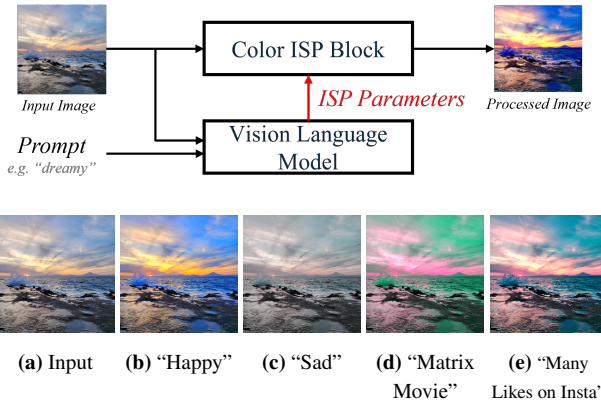 Color ISP Block
Input Image
ISP Parameters
Processed Image
Prompt
e.g. “dreamy”
Vision Language
Model
(a) Input
(b) “Happy”
(c) “Sad”
(d) “Matrix
Movie”
(e) “Many
Likes on Insta’